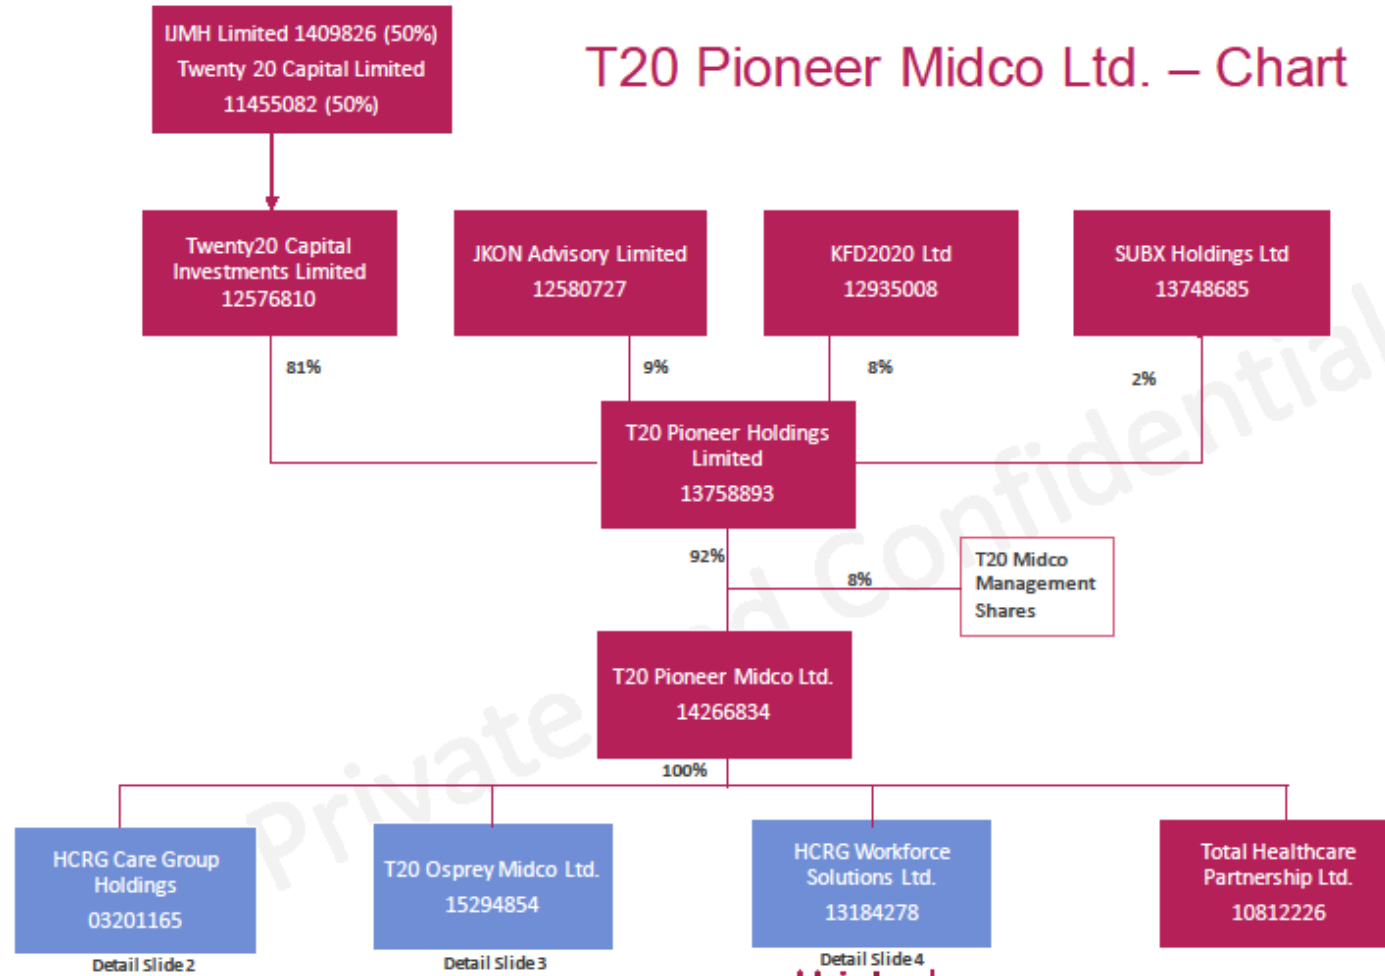 IJMH Limited 1409826 (50%)
Twenty 20 Capital Limited
11455082 (50%)
T20 Pioneer Midco Ltd. – Chart
Twenty20 Capital
Investments Limited
12576810
JKON Advisory Limited
12580727
KFD2020 Ltd
12935008
SUBX Holdings Ltd
13748685
81%
9%
8%
2%
T20 Pioneer Holdings
Limited
13758893
92%
8%
T20 Midco
Management
Shares
T20 Pioneer Midco Ltd.
14266834
100%
HCRG Care Group
Holdings
03201165
Detail Slide 2
T20 Osprey Midco Ltd.
15294854
Detail Slide 3
HCRG Workforce
Solutions Ltd.
13184278
Detail Slide 4
Total Healthcare
Partnership Ltd.
10812226
Private and Confidential